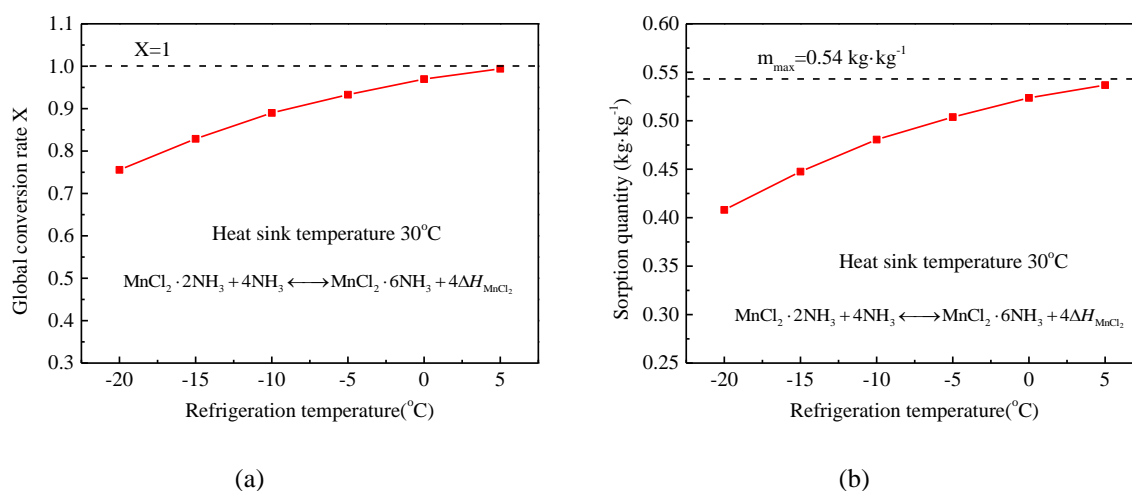 1.1
1.0
0.9
0.8
0.7
0.6
0.5
0.4
0.3
Global conversion rate X
X=1
Heat sink temperature 30°C
MnCl₂·2NH₃+4NH₃⟵⟶MnCl₂·6NH₃+4ΔH_MnCl₂
-20 -15 -10 -5 0 5
Refrigeration temperature(°C)
(a)
0.60
0.55
0.50
0.45
0.40
0.35
0.30
0.25
Sorption quantity (kg·kg⁻¹)
mmax=0.54 kg·kg⁻¹
Heat sink temperature 30°C
MnCl₂·2NH₃+4NH₃⟵⟶MnCl₂·6NH₃+4ΔH_MnCl₂
-20 -15 -10 -5 0 5
Refrigeration temperature(°C)
(b)